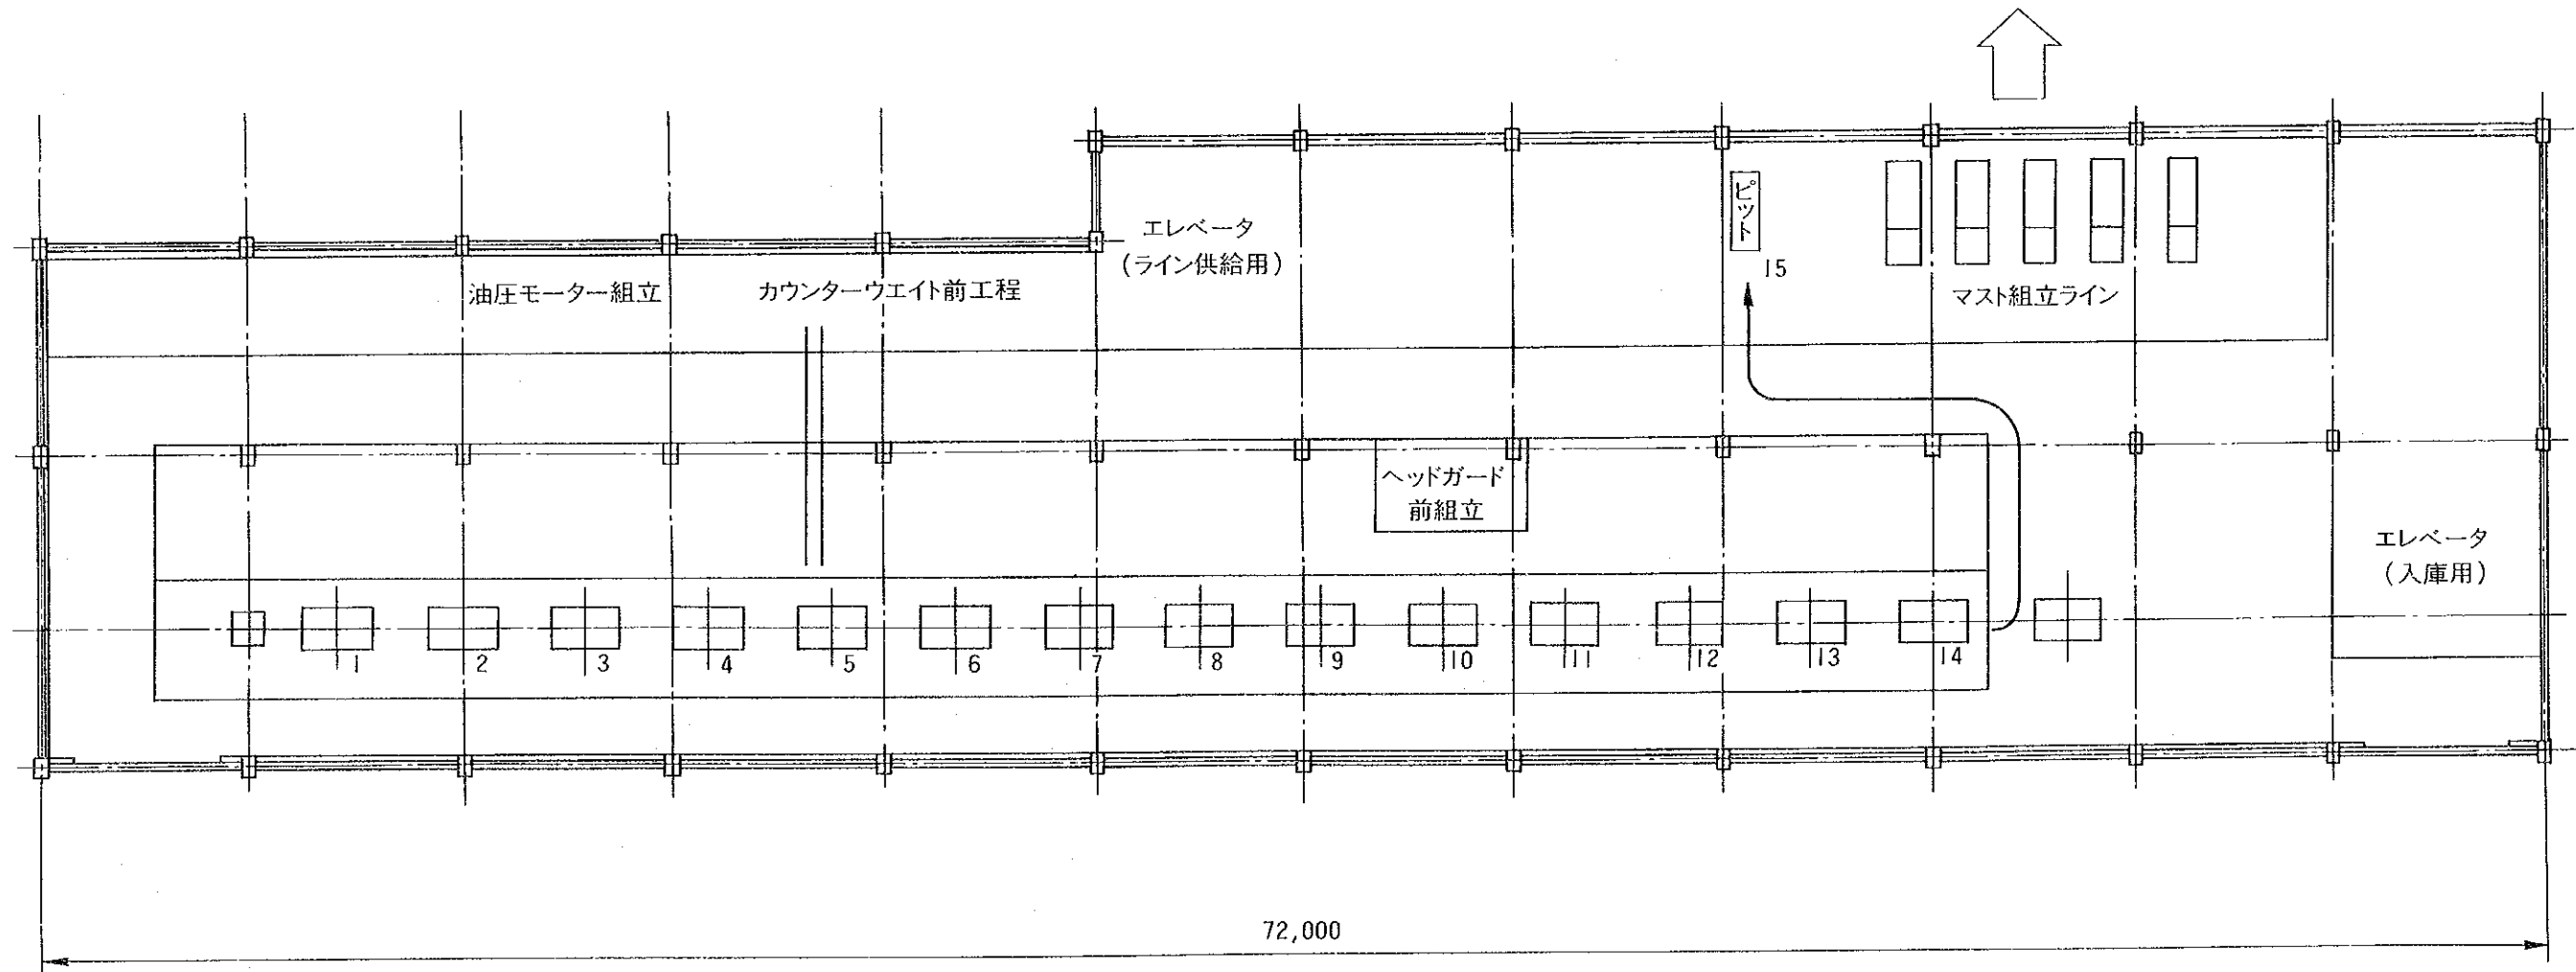 エレベータ
(ライン供給用)
ピット
15
油圧モーター組立
カウンターウエイト前工程
マスト組立ライン
ヘッドガード
前組立
エレベータ
(入庫用)
1
2
3
4
5
6
7
8
9
10
11
12
13
14
72,000